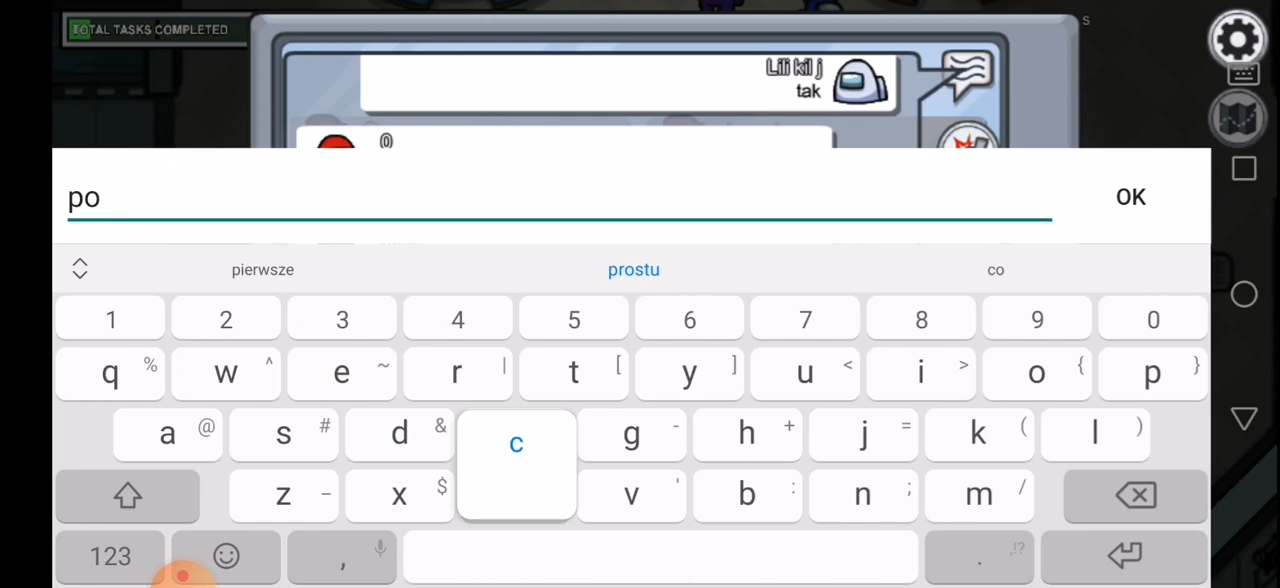 TOTAL TASKS COMPLETED
s
Lili kil j
tak
0
po
OK
pierwsze prostu co
1 2 3 4 5 6 7 8 9 0
q % w ^ e ~ r | t [ y ] u < i > o { p }
a @ s # d & c g - h + j = k ( l )
z _ x $ v ' b : n ; m /
123 , . ,!?